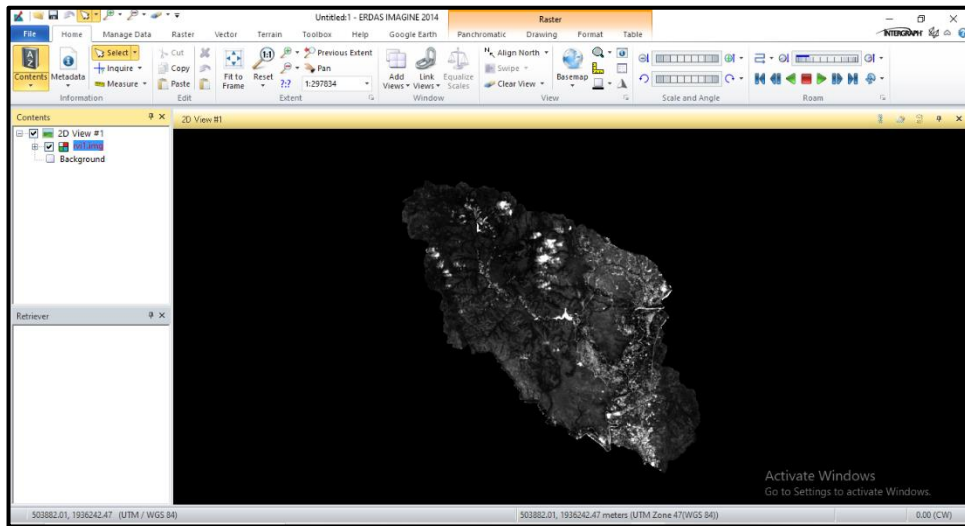 Untitled:1 - ERDAS IMAGINE 2014
Raster
File Home Manage Data Raster Vector Terrain Toolbox Help Google Earth Panchromatic Drawing Format Table
INTERGRAPH
Contents
Metadata
Select
Inquire
Measure
Information
Cut
Copy
Paste
Edit
Fit to Frame
1:1
Reset
?:?
Previous Extent
Pan
1:297834
Extent
Add Views
Link Views
Equalize Scales
Window
Align North
Swipe
Clear View
Basemap
View
Scale and Angle
Roam
Contents
2D View #1
Background
Retriever
2D View #1
Activate Windows
Go to Settings to activate Windows.
503882.01, 1936242.47 (UTM / WGS 84)
503882.01, 1936242.47 meters (UTM Zone 47(WGS 84))
0.00 (CW)